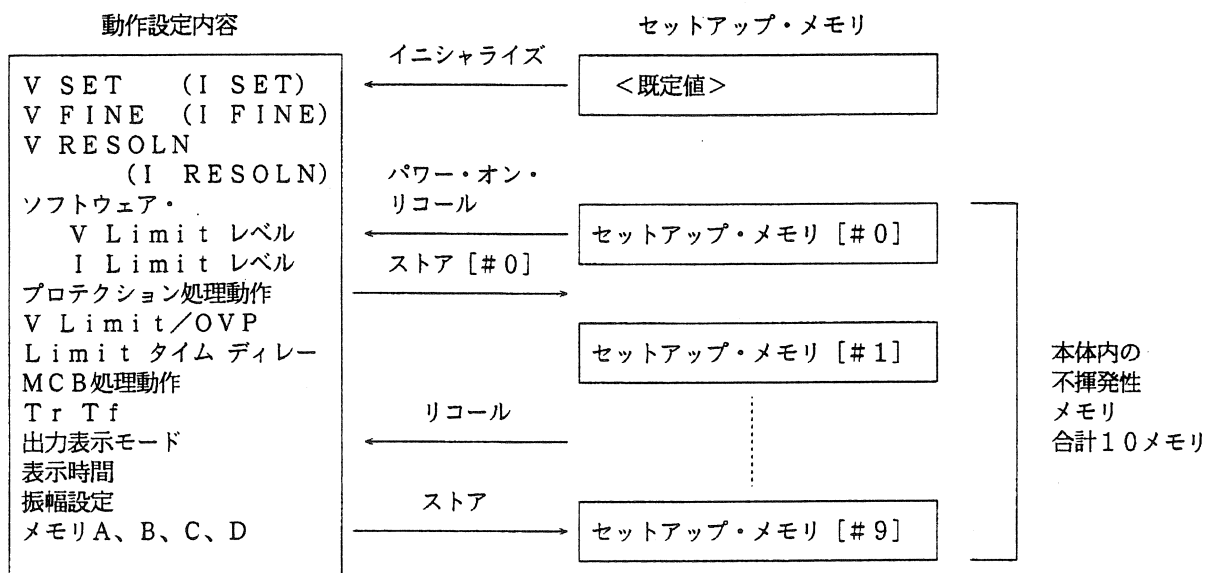 動作設定内容
V SET (I SET)
V FINE (I FINE)
V RESOLN
(I RESOLN)
ソフトウェア・
V Limit レベル
I Limit レベル
プロテクション処理動作
V Limit/OVP
Limit タイム ディレー
MCB処理動作
Tr Tf
出力表示モード
表示時間
振幅設定
メモリA、B、C、D
イニシャライズ
パワー・オン・
リコール
ストア [#0]
リコール
ストア
セットアップ・メモリ
<既定値>
セットアップ・メモリ [#0]
セットアップ・メモリ [#1]
セットアップ・メモリ [#9]
本体内の
不揮発性
メモリ
合計10メモリ